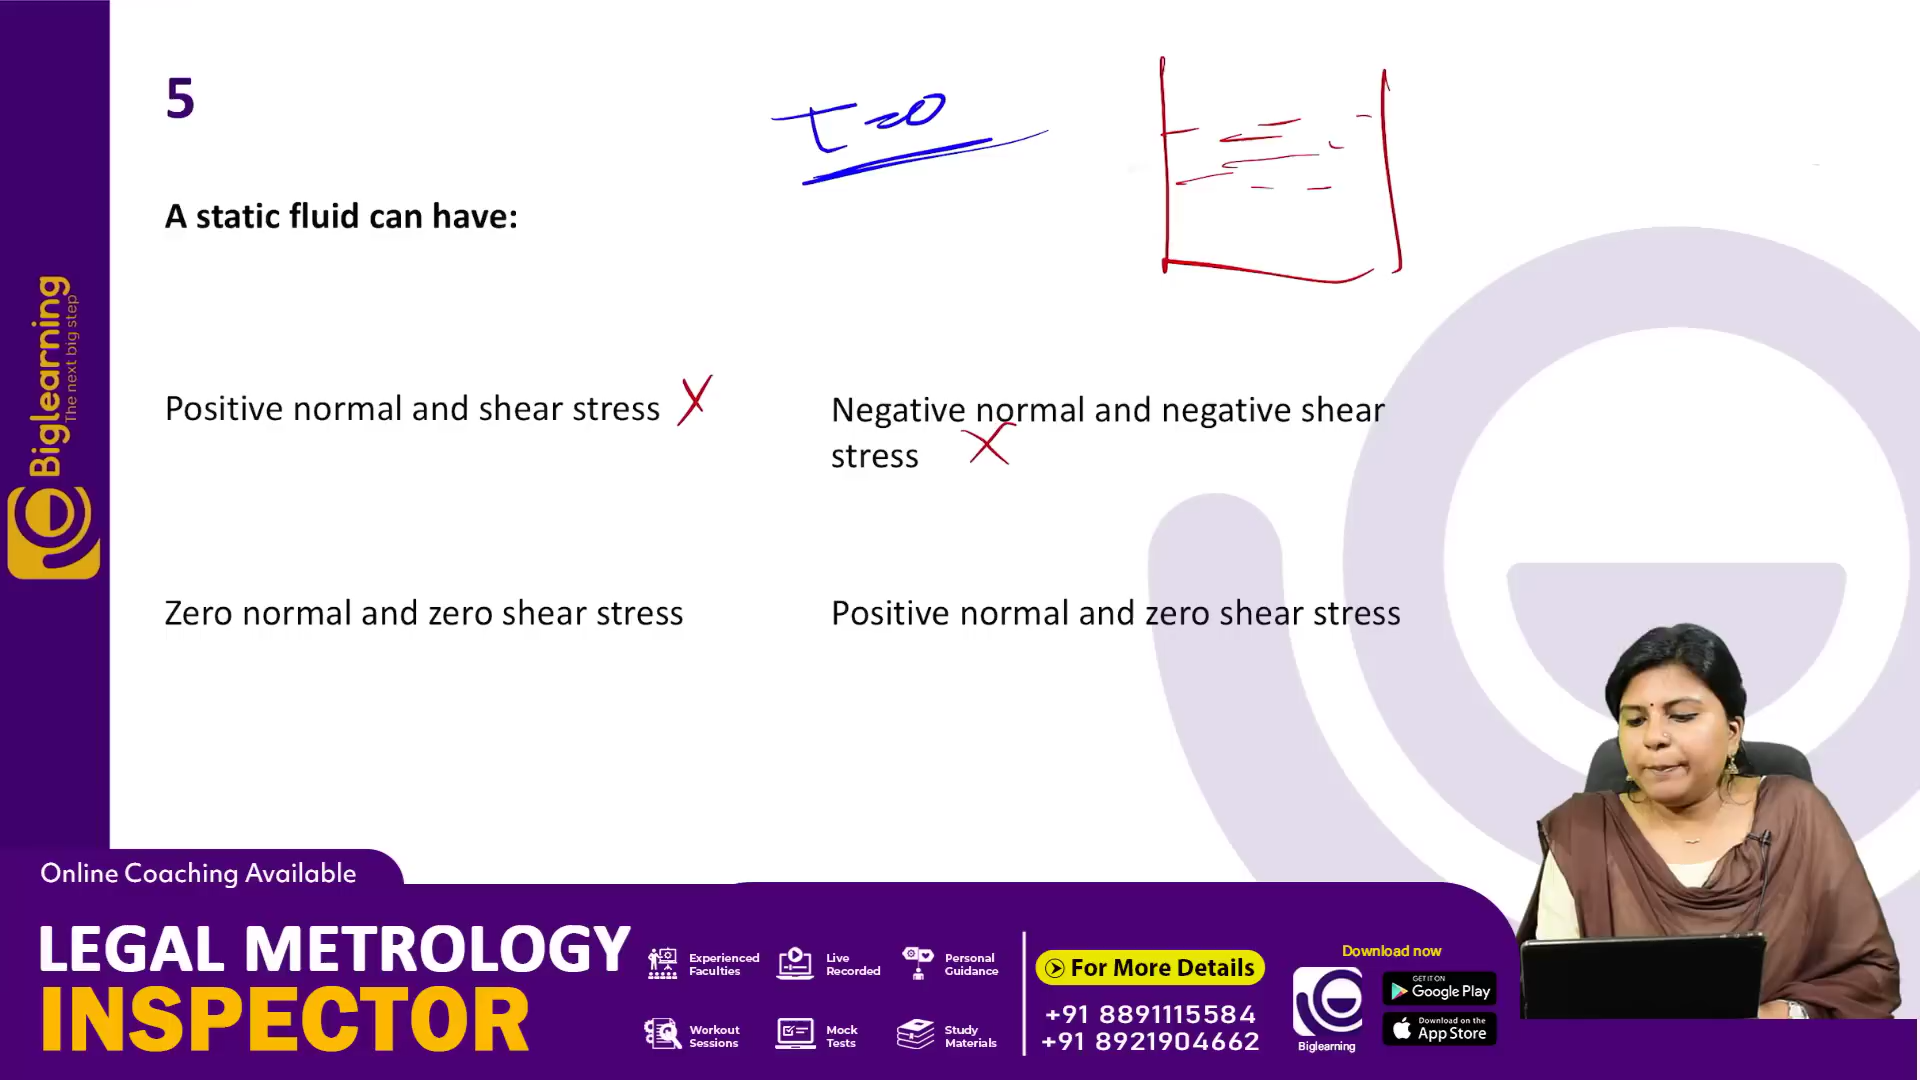 5
τ=0
A static fluid can have:
Positive normal and shear stress
Negative normal and negative shear
stress
Zero normal and zero shear stress
Positive normal and zero shear stress
Biglearning
The next big step
Online Coaching Available
LEGAL METROLOGY
INSPECTOR
Experienced
Faculties
Live
Recorded
Personal
Guidance
Workout
Sessions
Mock
Tests
Study
Materials
For More Details
+91 8891115584
+91 8921904662
Download now
Biglearning
GET IT ON
Google Play
Download on the
App Store